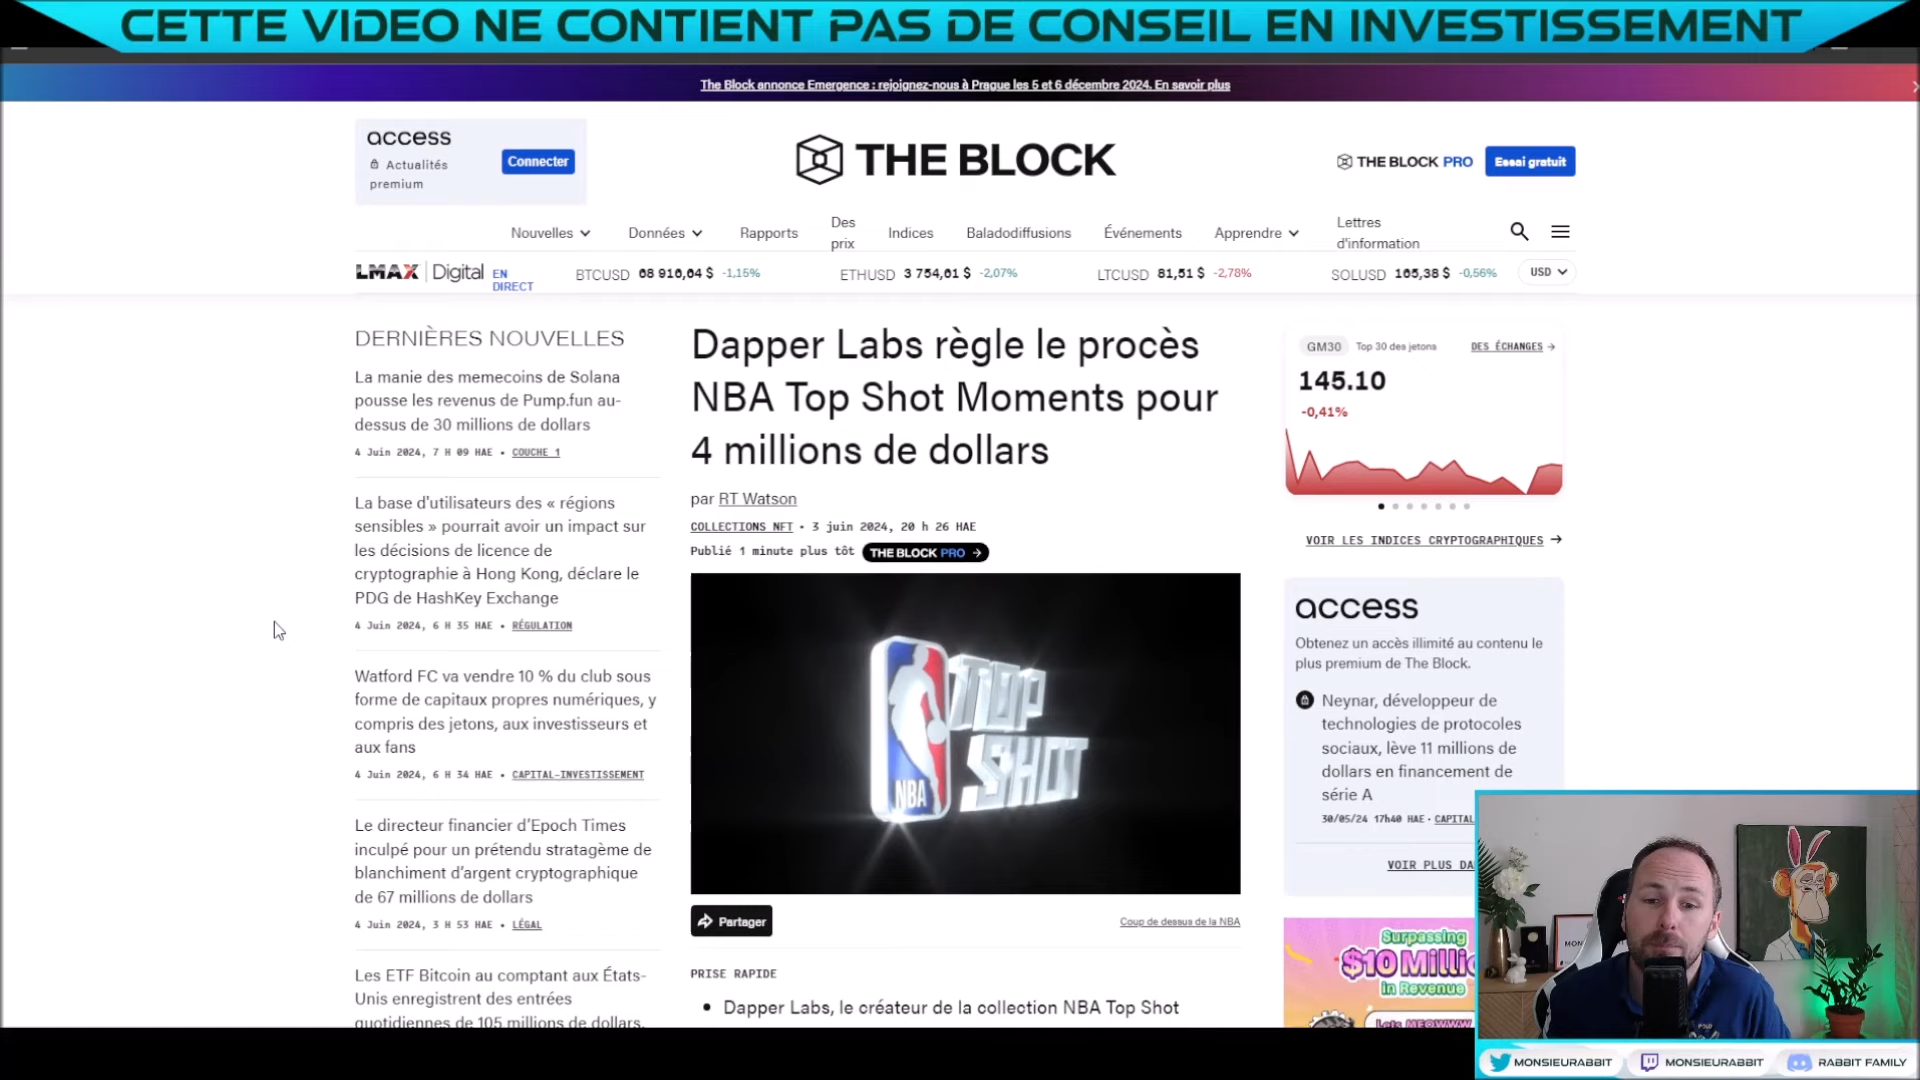 CETTE VIDEO NE CONTIENT PAS DE CONSEIL EN INVESTISSEMENT
The Block annonce Emergence : rejoignez-nous à Prague les 5 et 6 décembre 2024. En savoir plus
access
Actualités
premium
Connecter
THE BLOCK
THE BLOCK PRO
Essai gratuit
Nouvelles
Données
Rapports
Des
prix
Indices
Baladodiffusions
Événements
Apprendre
Lettres
d'information
LMAX Digital
EN
DIRECT
BTCUSD 68 916,64 $ -1,15%
ETHUSD 3 754,61 $ -2,07%
LTCUSD 81,51 $ -2,78%
SOLUSD 165,38 $ -0,56%
USD
DERNIÈRES NOUVELLES
La manie des memecoins de Solana
pousse les revenus de Pump.fun au-
dessus de 30 millions de dollars
4 Juin 2024, 7 H 09 HAE • COUCHE 1
La base d'utilisateurs des « régions
sensibles » pourrait avoir un impact sur
les décisions de licence de
cryptographie à Hong Kong, déclare le
PDG de HashKey Exchange
4 Juin 2024, 6 H 35 HAE • RÉGULATION
Watford FC va vendre 10 % du club sous
forme de capitaux propres numériques, y
compris des jetons, aux investisseurs et
aux fans
4 Juin 2024, 6 H 34 HAE • CAPITAL-INVESTISSEMENT
Le directeur financier d'Epoch Times
inculpé pour un prétendu stratagème de
blanchiment d'argent cryptographique
de 67 millions de dollars
4 Juin 2024, 3 H 53 HAE • LÉGAL
Les ETF Bitcoin au comptant aux États-
Unis enregistrent des entrées
quotidiennes de 105 millions de dollars,
Dapper Labs règle le procès
NBA Top Shot Moments pour
4 millions de dollars
par RT Watson
COLLECTIONS NFT • 3 juin 2024, 20 h 26 HAE
Publié 1 minute plus tôt THE BLOCK PRO
NBA
TOP
SHOT
Partager
Coup de dessus de la NBA
PRISE RAPIDE
• Dapper Labs, le créateur de la collection NBA Top Shot
GM30 Top 30 des jetons
DES ÉCHANGES
145.10
-0,41%
VOIR LES INDICES CRYPTOGRAPHIQUES
access
Obtenez un accès illimité au contenu le
plus premium de The Block.
Neynar, développeur de
technologies de protocoles
sociaux, lève 11 millions de
dollars en financement de
série A
30/05/24 17h40 HAE • CAPITAL
VOIR PLUS DA
Surpassing
$10 Milli
in Revenue
MON
MONSIEURABBIT
MONSIEURABBIT
RABBIT FAMILY